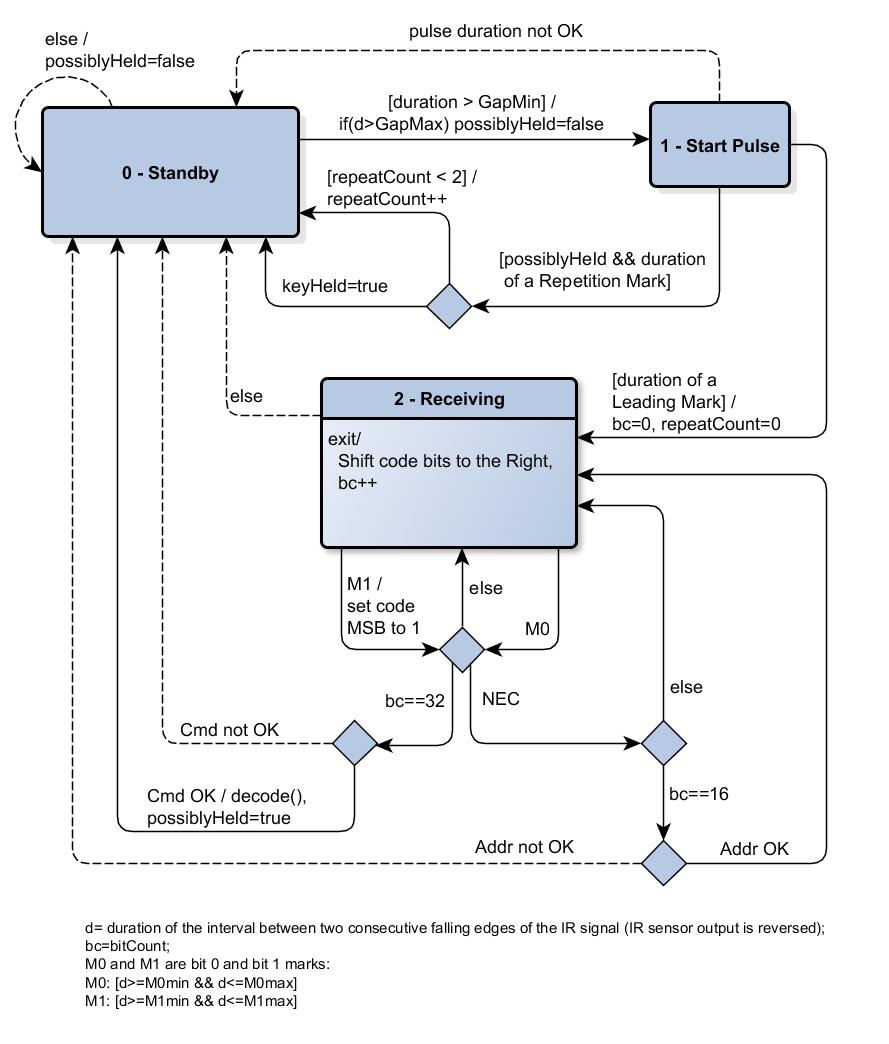 pulse duration not OK
else /
possiblyHeld=false
[duration > GapMin] /
if(d>GapMax) possiblyHeld=false
1 - Start Pulse
0 - Standby
[repeatCount < 2] /
repeatCount++
[possiblyHeld && duration
of a Repetition Mark]
keyHeld=true
[duration of a
Leading Mark] /
bc=0, repeatCount=0
else
2 - Receiving
exit/
Shift code bits to the Right,
bc++
M1 /
set code
MSB to 1
else
M0
bc==32
NEC
else
Cmd not OK
bc==16
Cmd OK / decode(),
possiblyHeld=true
Addr not OK
Addr OK
d= duration of the interval between two consecutive falling edges of the IR signal (IR sensor output is reversed);
bc=bitCount;
M0 and M1 are bit 0 and bit 1 marks:
M0: [d>=M0min && d<=M0max]
M1: [d>=M1min && d<=M1max]